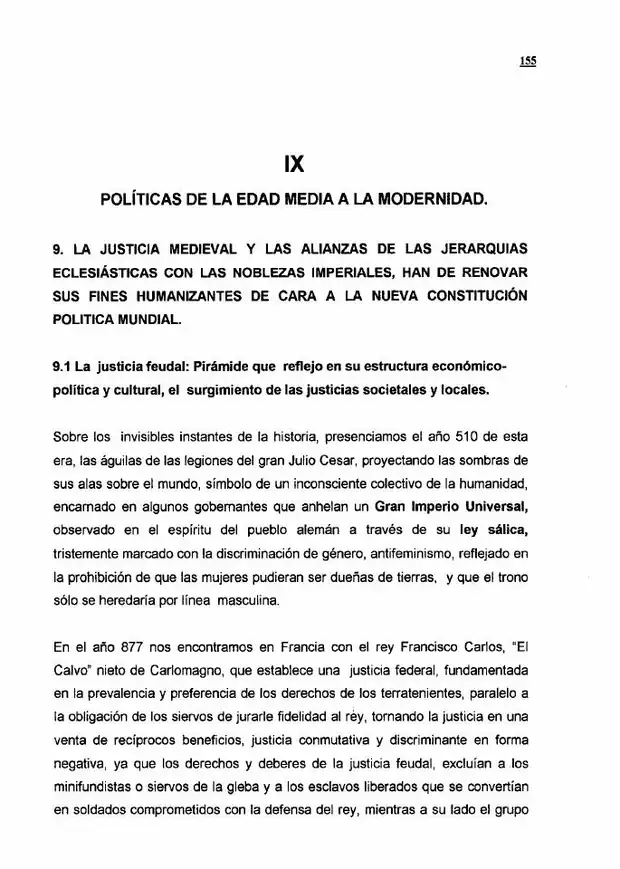 155
IX
POLÍTICAS DE LA EDAD MEDIA A LA MODERNIDAD.
9. LA JUSTICIA MEDIEVAL Y LAS ALIANZAS DE LAS JERARQUIAS
ECLESIÁSTICAS CON LAS NOBLEZAS IMPERIALES, HAN DE RENOVAR
SUS FINES HUMANIZANTES DE CARA A LA NUEVA CONSTITUCIÓN
POLITICA MUNDIAL.
9.1 La justicia feudal: Pirámide que reflejo en su estructura económico-
política y cultural, el surgimiento de las justicias societales y locales.
Sobre los invisibles instantes de la historia, presenciamos el año 510 de esta
era, las águilas de las legiones del gran Julio Cesar, proyectando las sombras de
sus alas sobre el mundo, símbolo de un inconsciente colectivo de la humanidad,
encarnado en algunos gobernantes que anhelan un Gran Imperio Universal,
observado en el espíritu del pueblo alemán a través de su ley sálica,
tristemente marcado con la discriminación de género, antifeminismo, reflejado en
la prohibición de que las mujeres pudieran ser dueñas de tierras, y que el trono
sólo se heredaría por línea masculina.
En el año 877 nos encontramos en Francia con el rey Francisco Carlos, "El
Calvo" nieto de Carlomagno, que establece una justicia federal, fundamentada
en la prevalencia y preferencia de los derechos de los terratenientes, paralelo a
la obligación de los siervos de jurarle fidelidad al rey, tornando la justicia en una
venta de recíprocos beneficios, justicia conmutativa y discriminante en forma
negativa, ya que los derechos y deberes de la justicia feudal, excluían a los
minifundistas o siervos de la gleba y a los esclavos liberados que se convertían
en soldados comprometidos con la defensa del rey, mientras a su lado el grupo